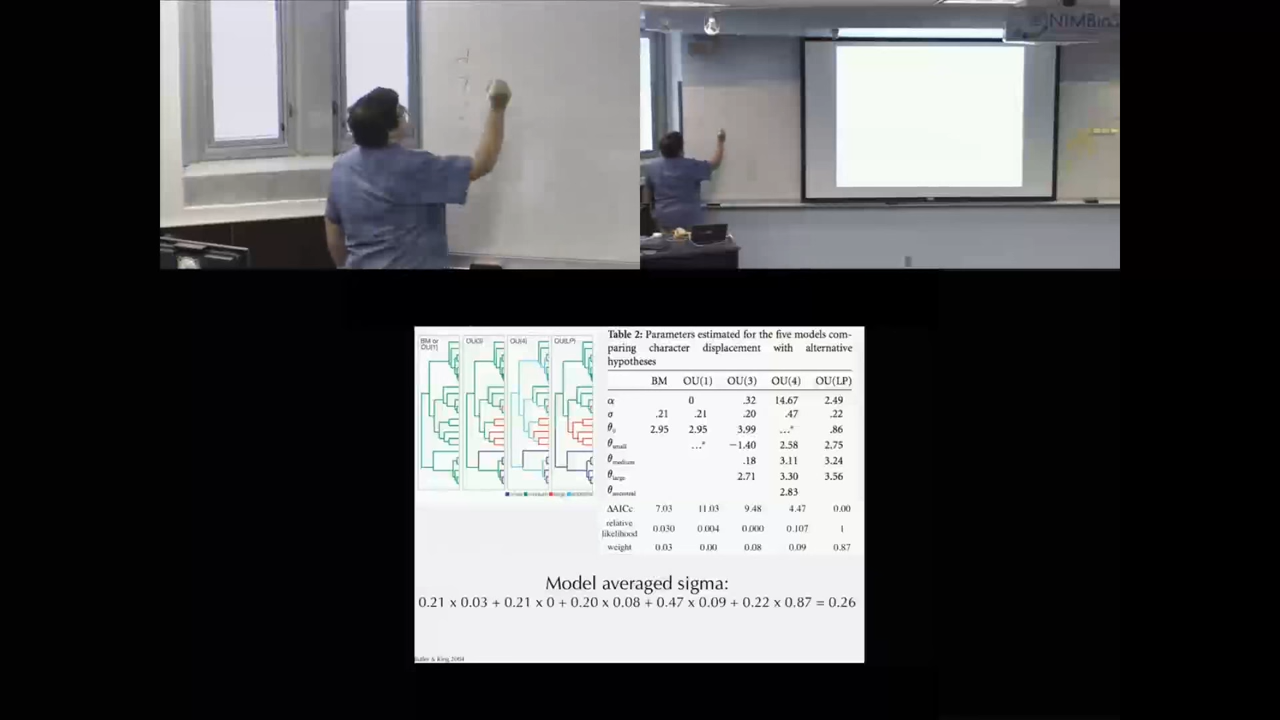 NIMBioS
BM or
OU(1)
OU(3)
OU(4)
OU(LP)
small medium large ancestral
Table 2: Parameters estimated for the five models com-
paring character displacement with alternative
hypotheses
BM OU(1) OU(3) OU(4) OU(LP)
α 0 .32 14.67 2.49
σ .21 .21 .20 .47 .22
θ0 2.95 2.95 3.99 …ᵃ .86
θsmall …ᵃ −1.40 2.58 2.75
θmedium .18 3.11 3.24
θlarge 2.71 3.30 3.56
θancestral 2.83
ΔAICc 7.03 11.03 9.48 4.47 0.00
relative
likelihood 0.030 0.004 0.000 0.107 1
weight 0.03 0.00 0.08 0.09 0.87
Model averaged sigma:
0.21 x 0.03 + 0.21 x 0 + 0.20 x 0.08 + 0.47 x 0.09 + 0.22 x 0.87 = 0.26
Butler & King 2004